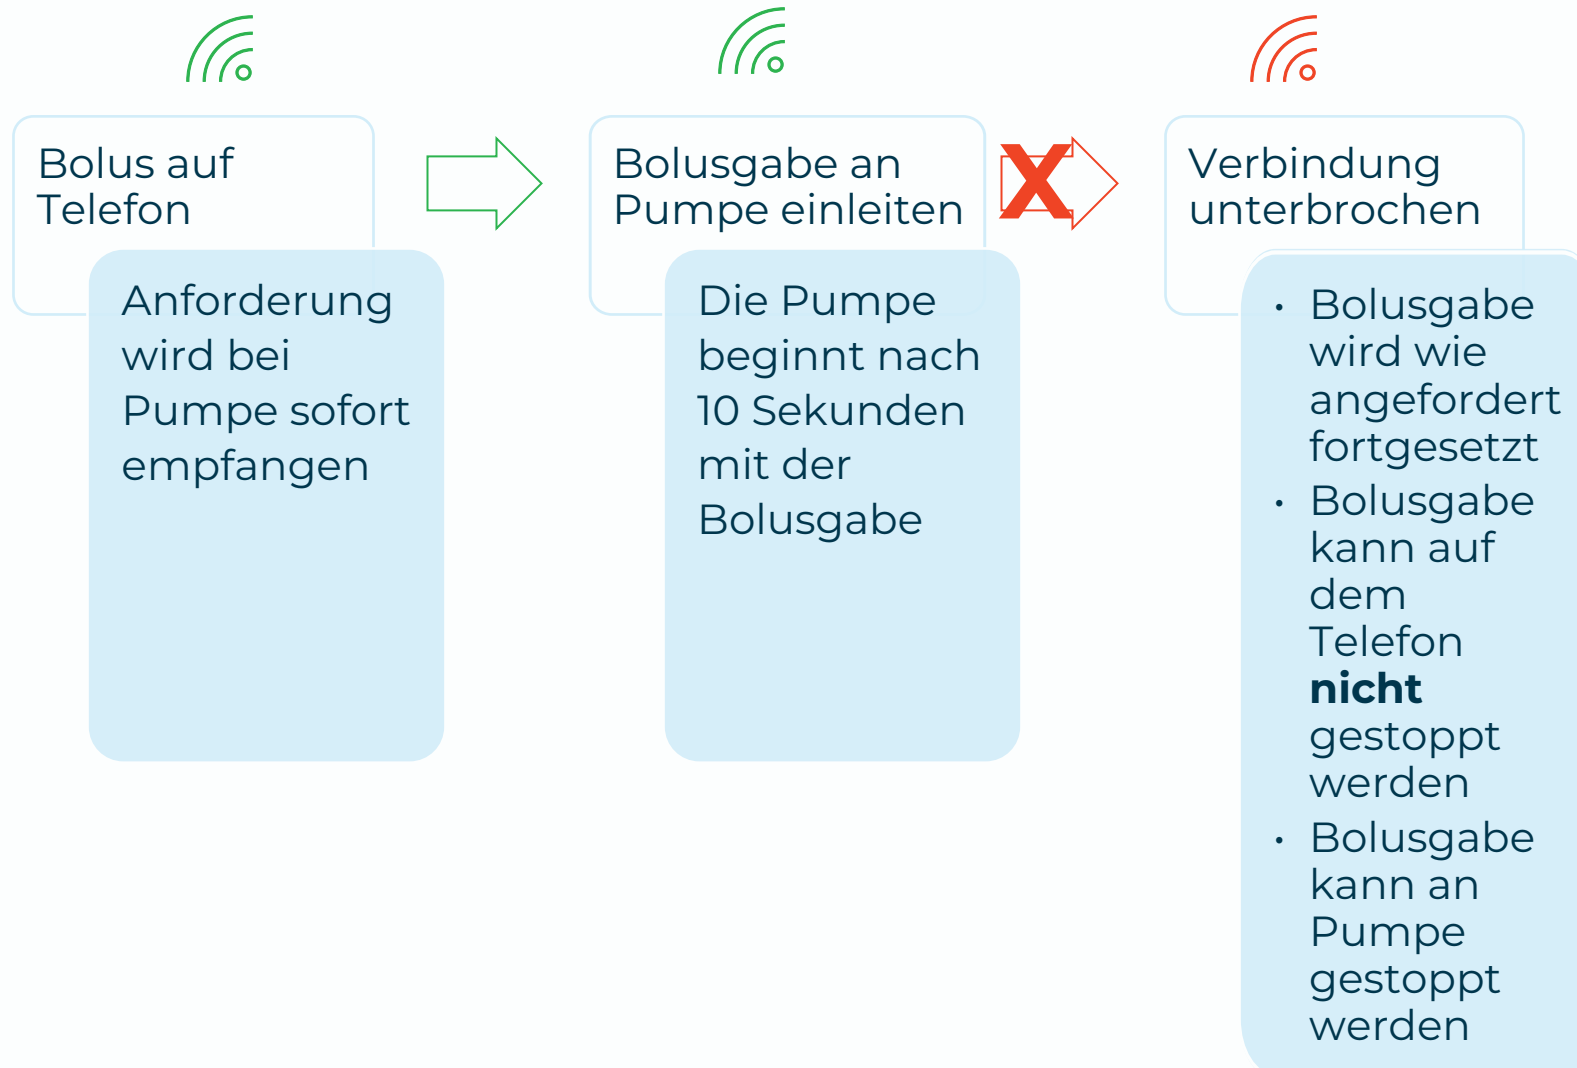 Bolus auf
Telefon
Anforderung
wird bei
Pumpe sofort
empfangen
Bolusgabe an
Pumpe einleiten
Die Pumpe
beginnt nach
10 Sekunden
mit der
Bolusgabe
X
Verbindung
unterbrochen
• Bolusgabe
wird wie
angefordert
fortgesetzt
• Bolusgabe
kann auf
dem
Telefon
nicht
gestoppt
werden
• Bolusgabe
kann an
Pumpe
gestoppt
werden